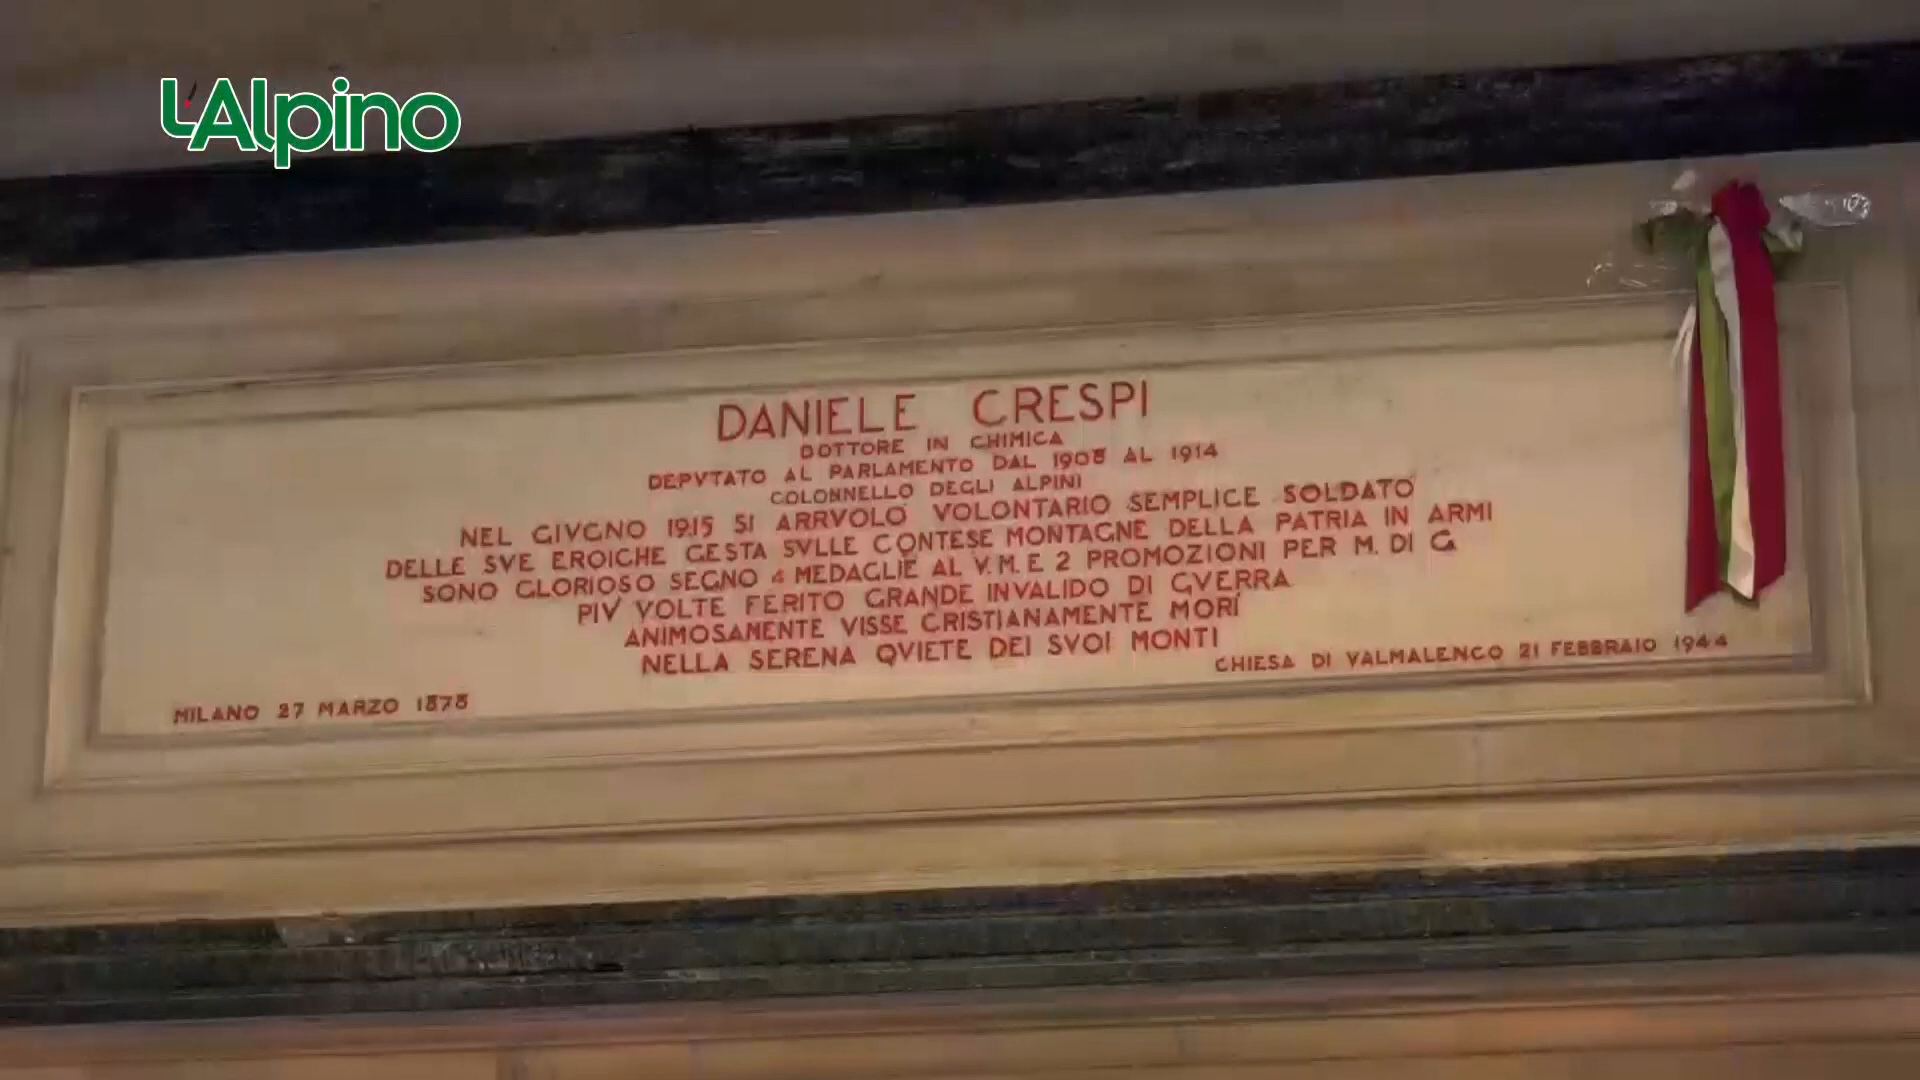 L'Alpino
DANIELE CRESPI
DOTTORE IN CHIMICA
DEPVTATO AL PARLAMENTO DAL 1908 AL 1914
COLONNELLO DEGLI ALPINI
NEL GIVGNO 1915 SI ARRVOLÒ VOLONTARIO SEMPLICE SOLDATO
DELLE SVE EROICHE GESTA SVLLE CONTESE MONTAGNE DELLA PATRIA IN ARMI
SONO GLORIOSO SEGNO 4 MEDAGLIE AL V. M. E 2 PROMOZIONI PER M. DI G
PIV VOLTE FERITO GRANDE INVALIDO DI GVERRA
ANIMOSAMENTE VISSE CRISTIANAMENTE MORÍ
NELLA SERENA QVIETE DEI SVOI MONTI
MILANO 27 MARZO 1878
CHIESA DI VALMALENCO 21 FEBBRAIO 1944